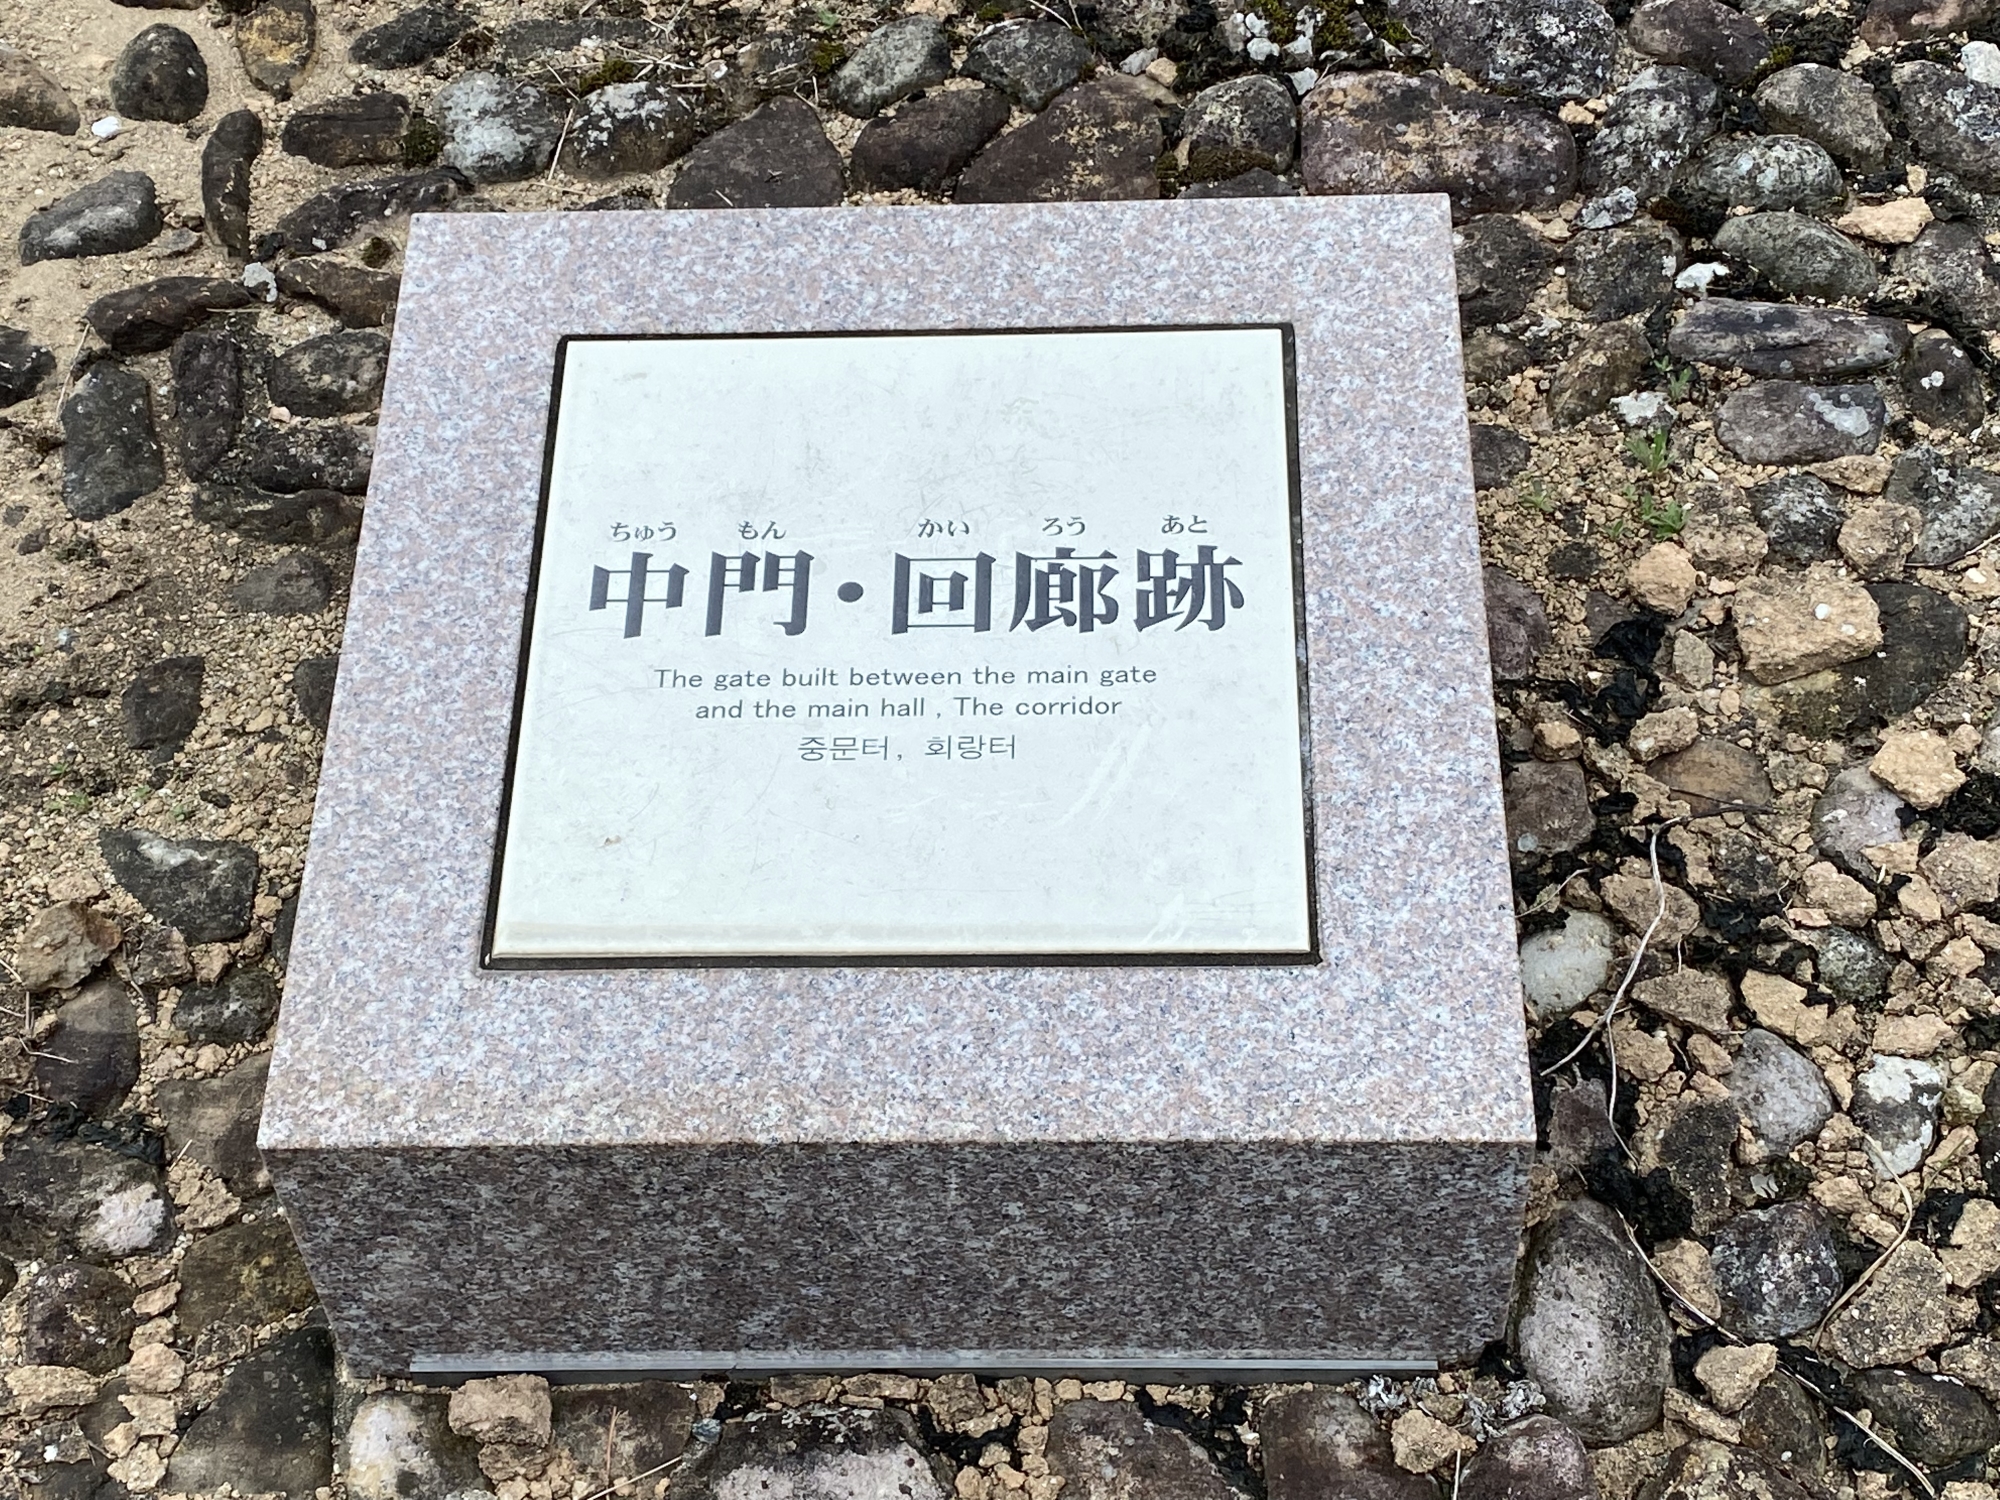 ちゅう もん かい ろう あと
中門・回廊跡
The gate built between the main gate
and the main hall , The corridor
중문터, 회랑터